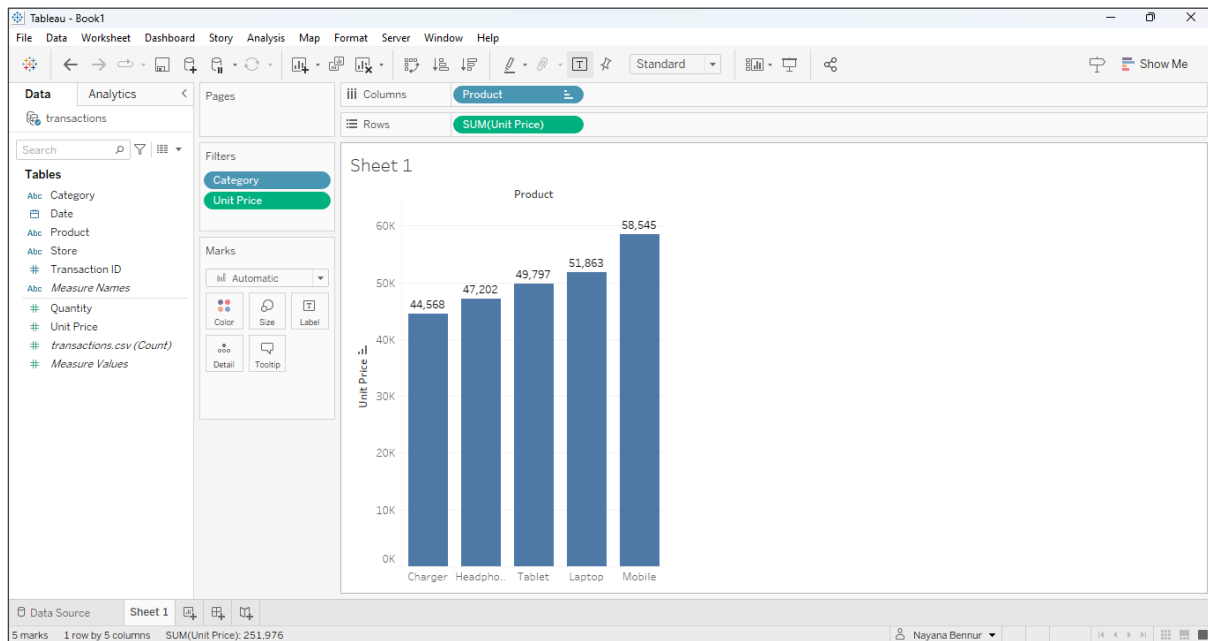 Tableau - Book1
File Data Worksheet Dashboard Story Analysis Map Format Server Window Help
Standard
Show Me
Data Analytics
transactions
Search
Tables
Abc Category
Date
Abc Product
Abc Store
# Transaction ID
Abc Measure Names
# Quantity
# Unit Price
# transactions.csv (Count)
# Measure Values
Pages
Filters
Category
Unit Price
Marks
Automatic
Color Size Label
Detail Tooltip
Columns Product
Rows SUM(Unit Price)
Sheet 1
Product
Unit Price
60K
50K
40K
30K
20K
10K
0K
44,568
47,202
49,797
51,863
58,545
Charger Headpho.. Tablet Laptop Mobile
Data Source Sheet 1
5 marks 1 row by 5 columns SUM(Unit Price): 251,976
Nayana Bennur